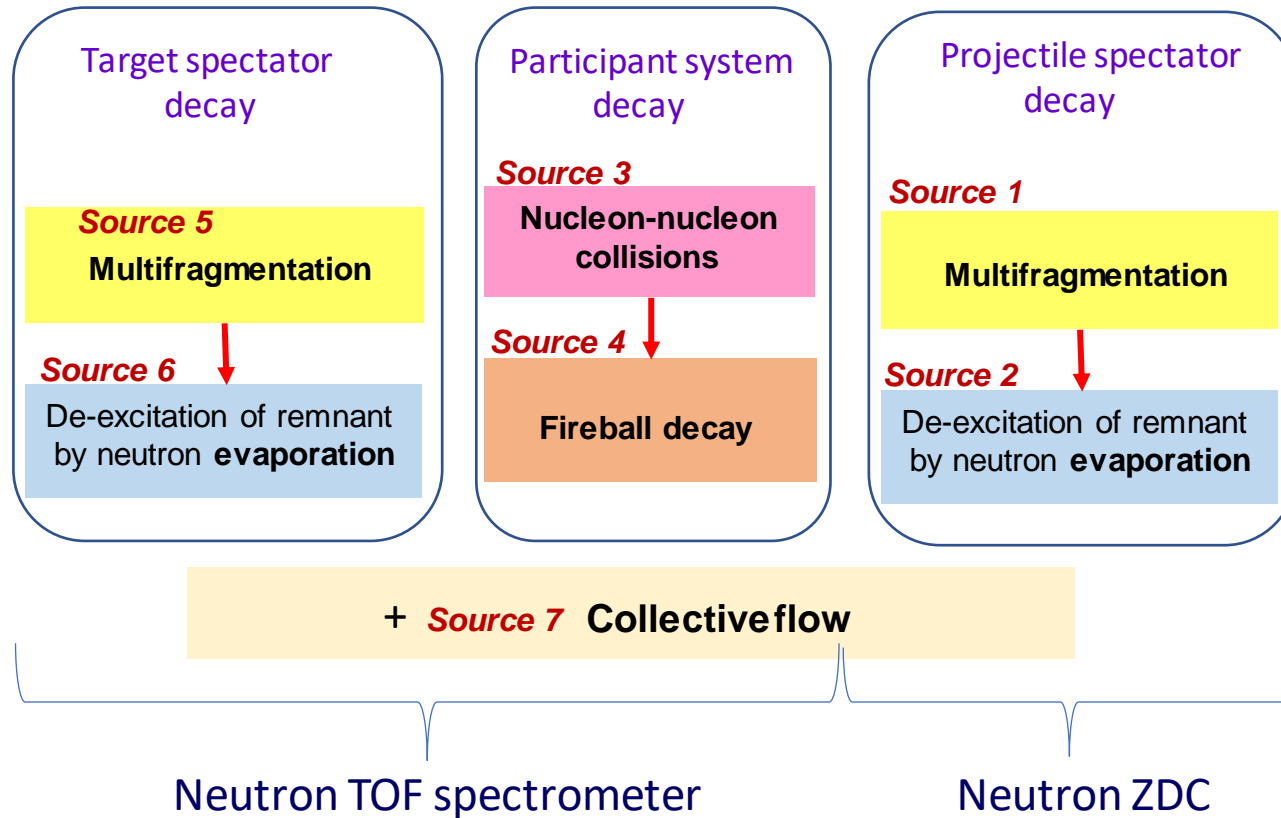 Target spectator
decay
Source 5
Multifragmentation
Source 6
De-excitation of remnant
by neutron evaporation
Participant system
decay
Source 3
Nucleon-nucleon
collisions
Source 4
Fireball decay
Projectile spectator
decay
Source 1
Multifragmentation
Source 2
De-excitation of remnant
by neutron evaporation
+ Source 7 Collective flow
Neutron TOF spectrometer
Neutron ZDC